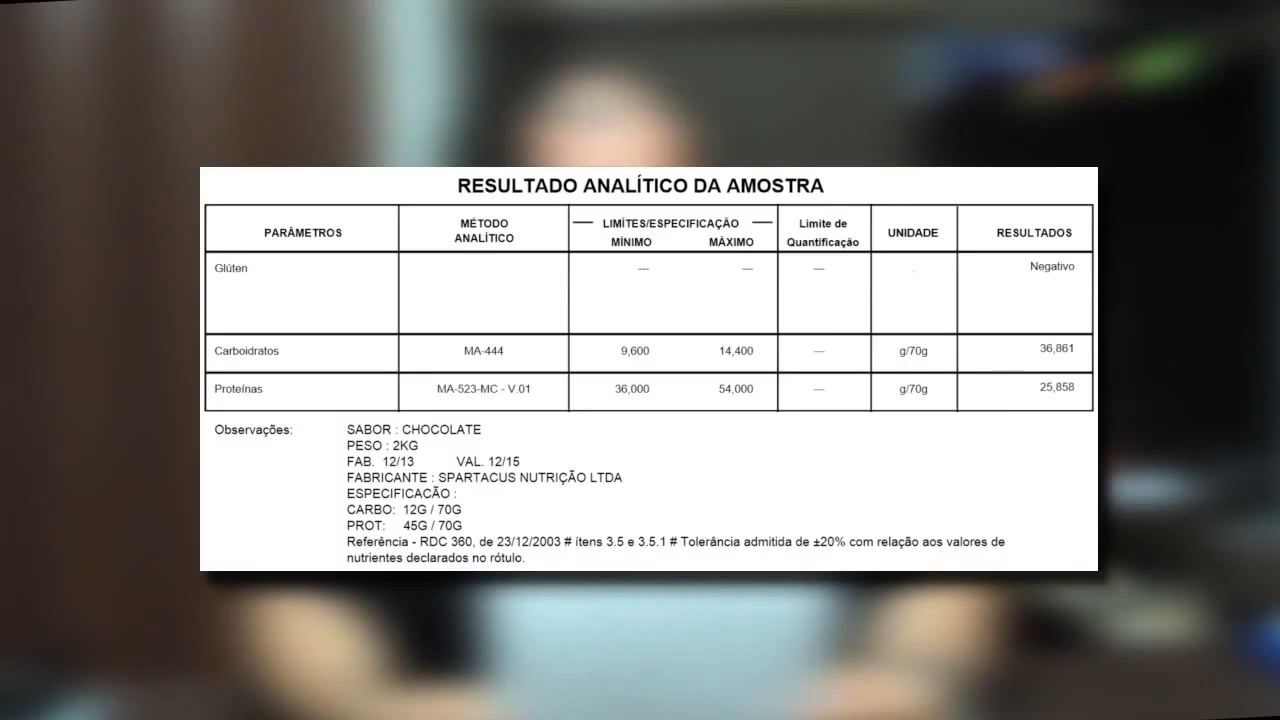 RESULTADO ANALÍTICO DA AMOSTRA
PARÂMETROS MÉTODO ANALÍTICO LIMÍTES/ESPECIFICAÇÃO MÍNIMO MÁXIMO Limite de Quantificação UNIDADE RESULTADOS
Glúten --- --- --- Negativo
Carboidratos MA-444 9,600 14,400 --- g/70g 36,861
Proteínas MA-523-MC - V.01 36,000 54,000 --- g/70g 25,858
Observações: SABOR : CHOCOLATE
PESO : 2KG
FAB. 12/13 VAL. 12/15
FABRICANTE : SPARTACUS NUTRIÇÃO LTDA
ESPECIFICACÃO :
CARBO: 12G / 70G
PROT: 45G / 70G
Referência - RDC 360, de 23/12/2003 # ítens 3.5 e 3.5.1 # Tolerância admitida de ±20% com relação aos valores de
nutrientes declarados no rótulo.